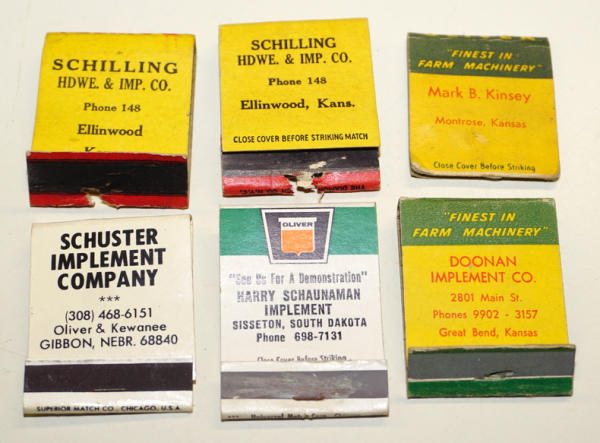 SCHILLING
HDWE. & IMP. CO.
Phone 148
Ellinwood
SCHILLING
HDWE. & IMP. CO.
Phone 148
Ellinwood, Kans.
CLOSE COVER BEFORE STRIKING MATCH
"FINEST IN
FARM MACHINERY"
Mark B. Kinsey
Montrose, Kansas
Close Cover Before Striking
SCHUSTER
IMPLEMENT
COMPANY
***
(308) 468-6151
Oliver & Kewanee
GIBBON, NEBR. 68840
SUPERIOR MATCH CO., CHICAGO, U.S.A.
OLIVER
"See Us For A Demonstration"
HARRY SCHAUNAMAN
IMPLEMENT
SISSETON, SOUTH DAKOTA
Phone 698-7131
Close Cover Before Striking
Universal Match Corp.
"FINEST IN
FARM MACHINERY"
DOONAN
IMPLEMENT CO.
2801 Main St.
Phones 9902 - 3157
Great Bend, Kansas